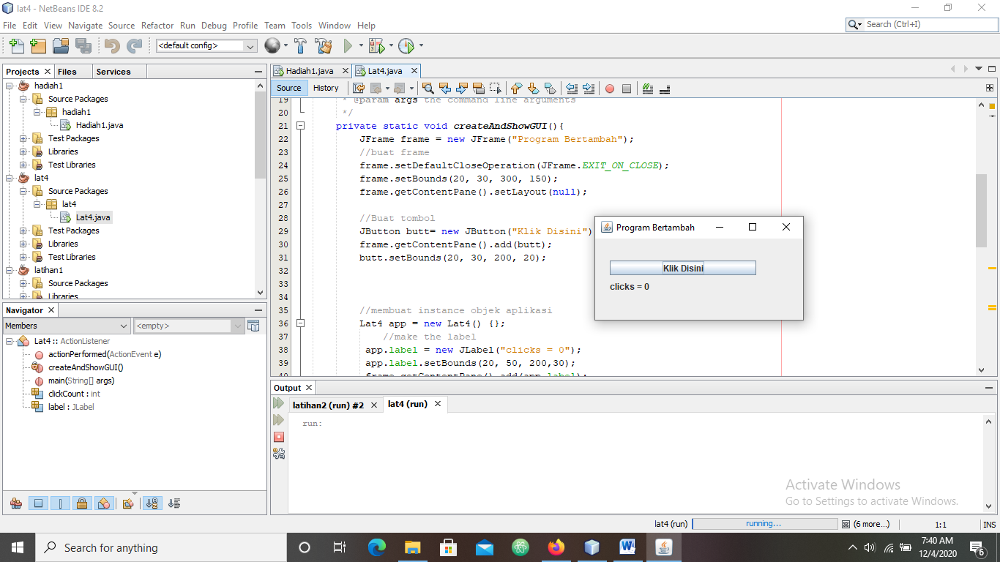 lat4 - NetBeans IDE 8.2
File Edit View Navigate Source Refactor Run Debug Profile Team Tools Window Help
Search (Ctrl+I)
<default config>
Projects Files Services
hadiah1
Source Packages
hadiah1
Hadiah1.java
Test Packages
Libraries
Test Libraries
lat4
Source Packages
lat4
Lat4.java
Test Packages
Libraries
Test Libraries
latihan1
Source Packages
Libraries
Navigator
Members
<empty>
Lat4 :: ActionListener
actionPerformed(ActionEvent e)
createAndShowGUI()
main(String[] args)
clickCount : int
label : JLabel
Hadiah1.java Lat4.java
Source History
19 * @param args the command line arguments
20 */
21 private static void createAndShowGUI(){
22 JFrame frame = new JFrame("Program Bertambah");
23 //buat frame
24 frame.setDefaultCloseOperation(JFrame.EXIT_ON_CLOSE);
25 frame.setBounds(20, 30, 300, 150);
26 frame.getContentPane().setLayout(null);
27
28 //Buat tombol
29 JButton butt= new JButton("Klik Disini")
30 frame.getContentPane().add(butt);
31 butt.setBounds(20, 30, 200, 20);
32
33
34
35 //membuat instance objek aplikasi
36 Lat4 app = new Lat4() {};
37 //make the label
38 app.label = new JLabel("clicks = 0");
39 app.label.setBounds(20, 50, 200,30);
40 frame.getContentPane().add(app.label);
Program Bertambah
Klik Disini
clicks = 0
Output
latihan2 (run) #2 lat4 (run)
run:
Activate Windows
Go to Settings to activate Windows.
lat4 (run) running... (6 more...) 1:1 INS
Search for anything
7:40 AM
12/4/2020
6